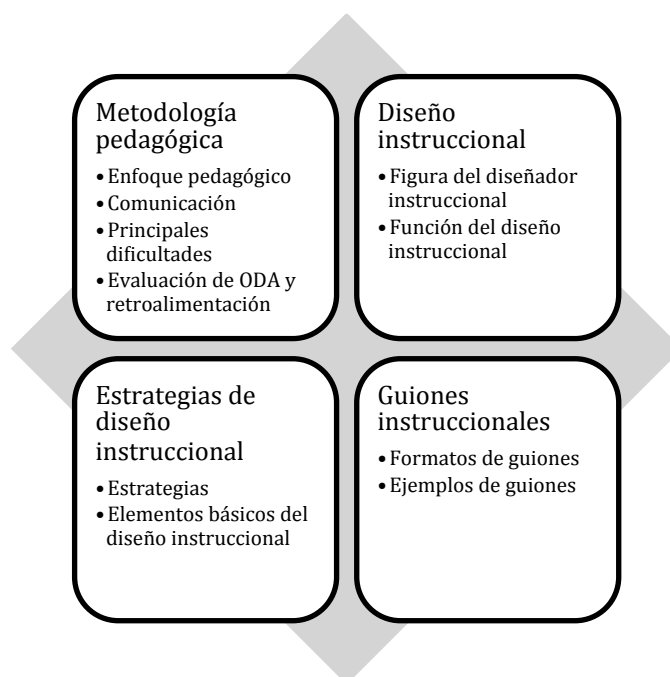 Metodología
pedagógica
• Enfoque pedagógico
• Comunicación
• Principales
dificultades
• Evaluación de ODA y
retroalimentación
Diseño
instruccional
• Figura del diseñador
instruccional
• Función del diseño
instruccional
Estrategias de
diseño
instruccional
• Estrategias
• Elementos básicos del
diseño instruccional
Guiones
instruccionales
• Formatos de guiones
• Ejemplos de guiones